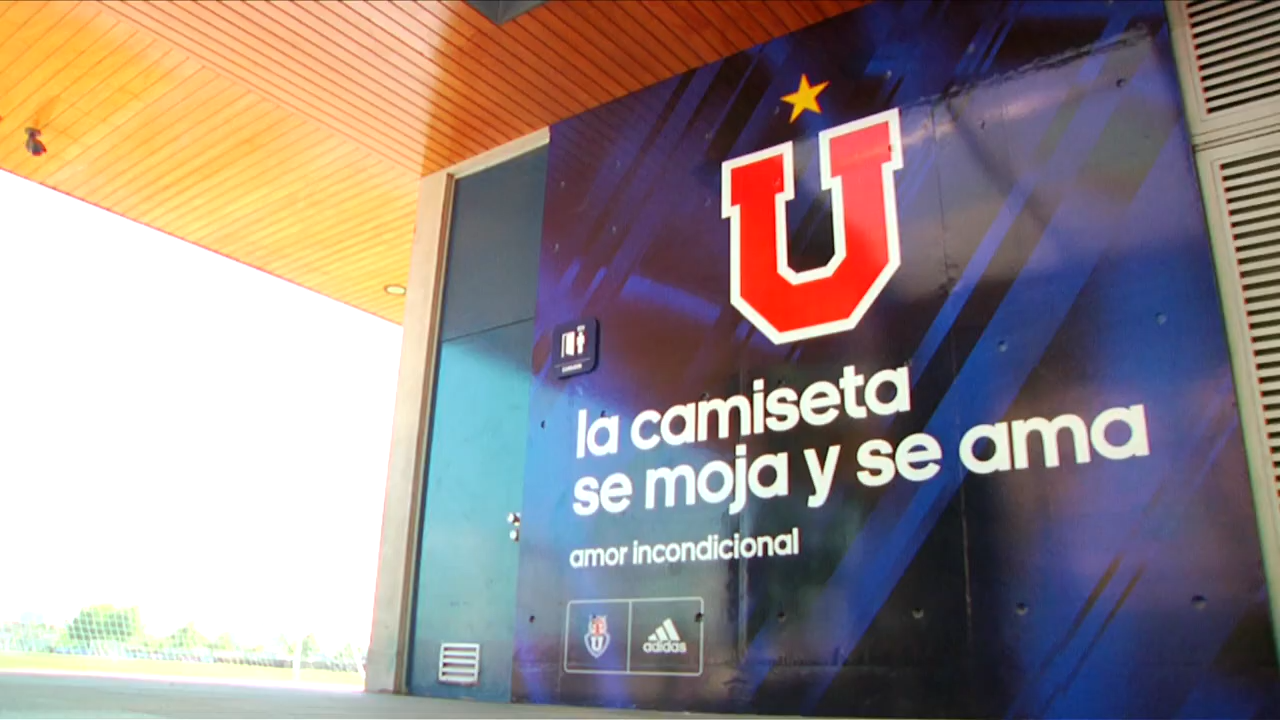 U
la camiseta
se moja y se ama
amor incondicional
U
adidas